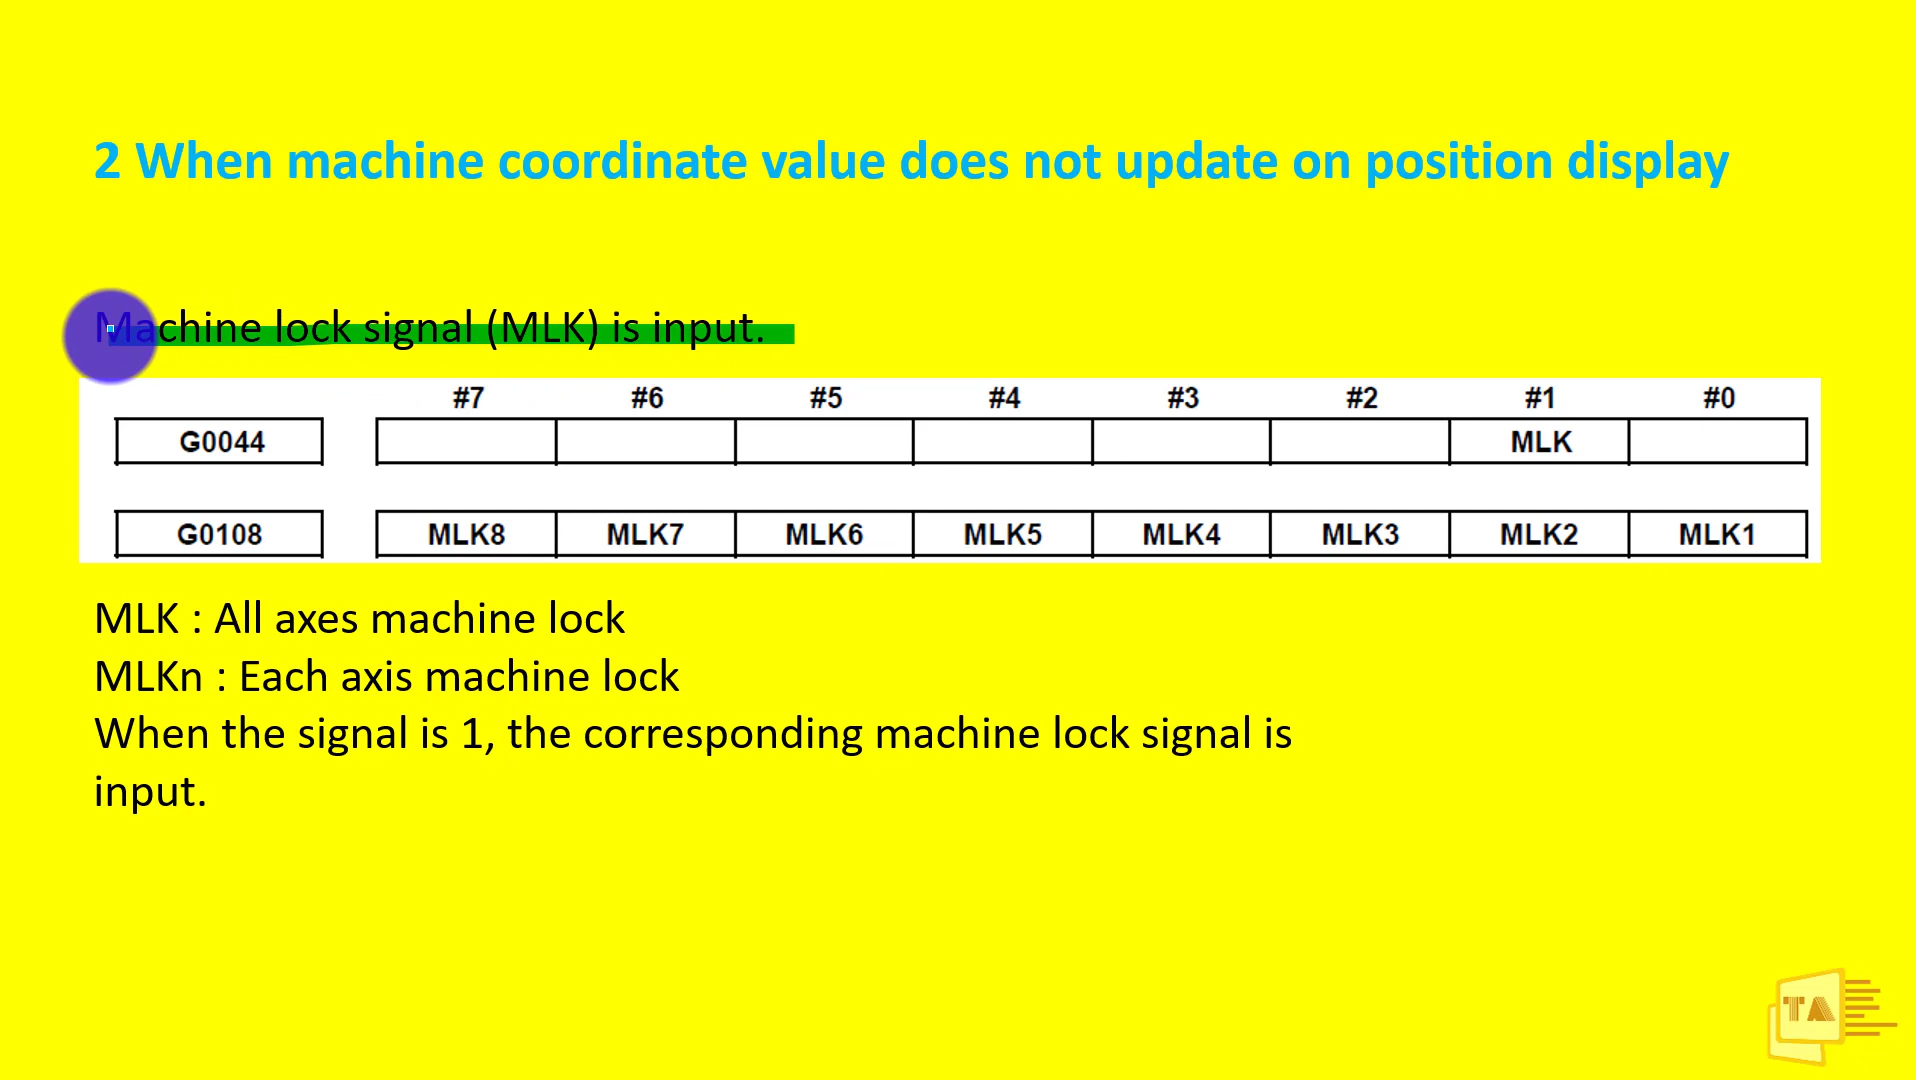 2 When machine coordinate value does not update on position display
Machine lock signal (MLK) is input.
#7 #6 #5 #4 #3 #2 #1 #0
G0044 MLK
G0108 MLK8 MLK7 MLK6 MLK5 MLK4 MLK3 MLK2 MLK1
MLK : All axes machine lock
MLKn : Each axis machine lock
When the signal is 1, the corresponding machine lock signal is
input.
TA